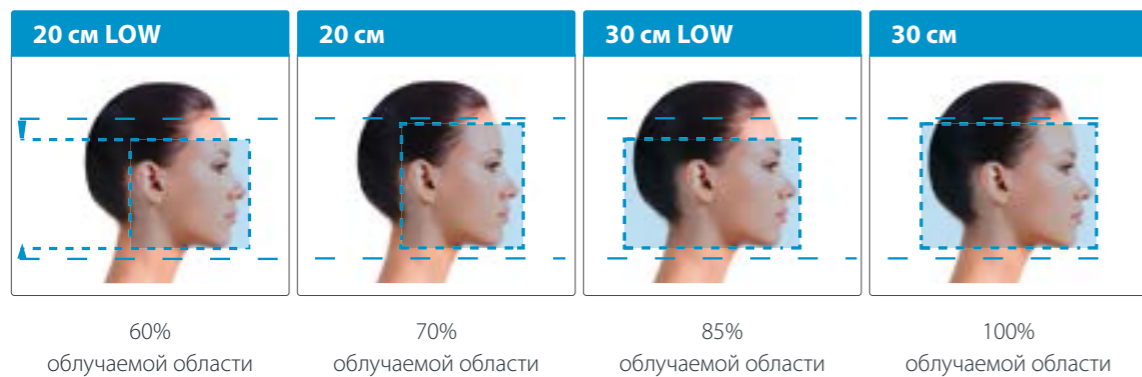 20 см LOW
20 см
30 см LOW
30 см
60%
облучаемой области
70%
облучаемой области
85%
облучаемой области
100%
облучаемой области